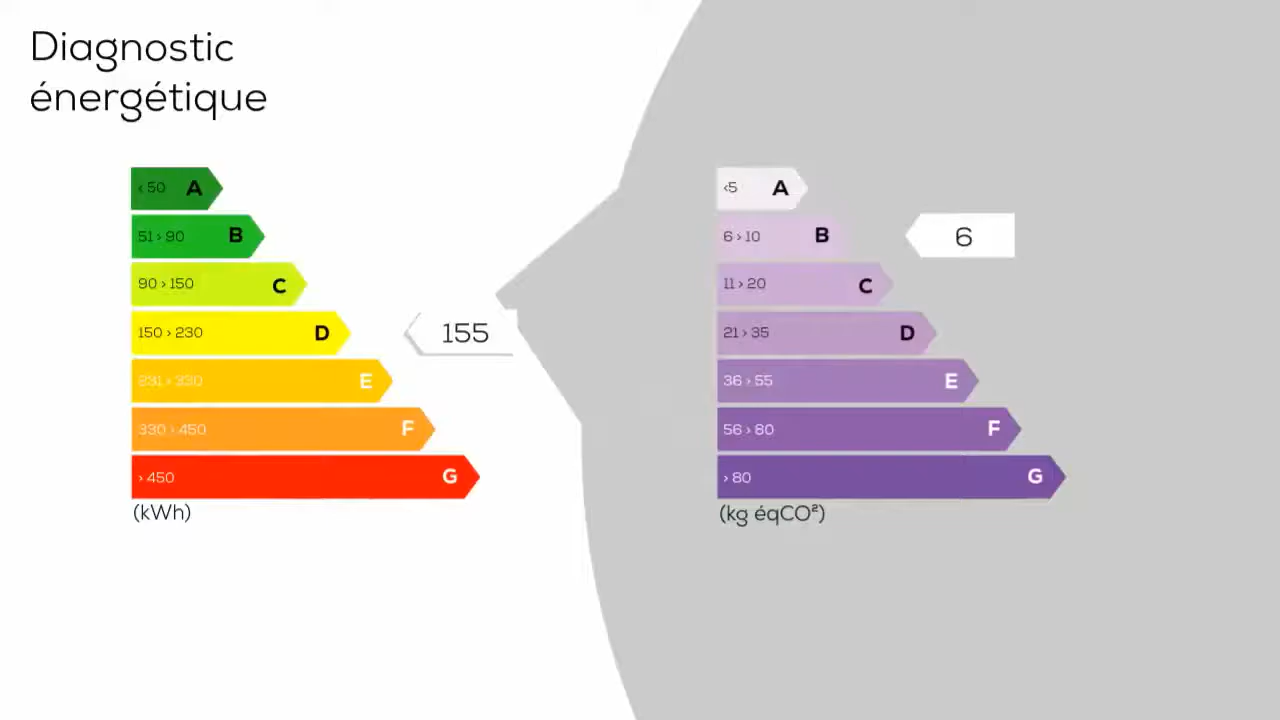 Diagnostic
énergétique
< 50 A
51 > 90 B
90 > 150 C
150 > 230 D
155
231 > 330 E
330 > 450 F
> 450 G
(kWh)
<5 A
6 > 10 B
6
11 > 20 C
21 > 35 D
36 > 55 E
56 > 80 F
> 80 G
(kg éqCO²)